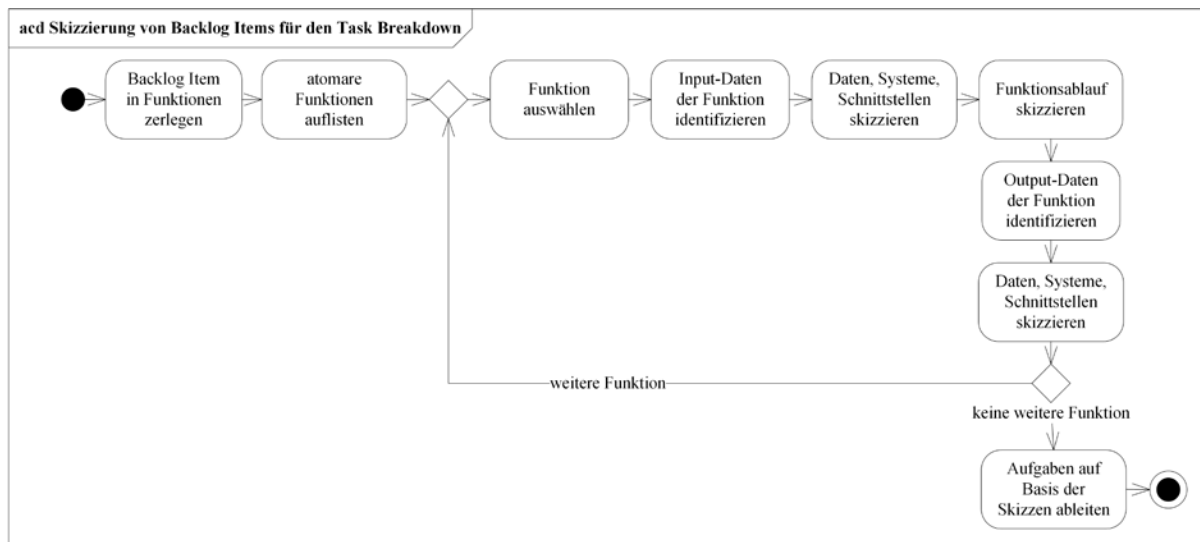 acd Skizzierung von Backlog Items für den Task Breakdown
Backlog Item
in Funktionen
zerlegen
atomare
Funktionen
auflisten
Funktion
auswählen
Input-Daten
der Funktion
identifizieren
Daten, Systeme,
Schnittstellen
skizzieren
Funktionsablauf
skizzieren
Output-Daten
der Funktion
identifizieren
Daten, Systeme,
Schnittstellen
skizzieren
weitere Funktion
keine weitere Funktion
Aufgaben auf
Basis der
Skizzen ableiten